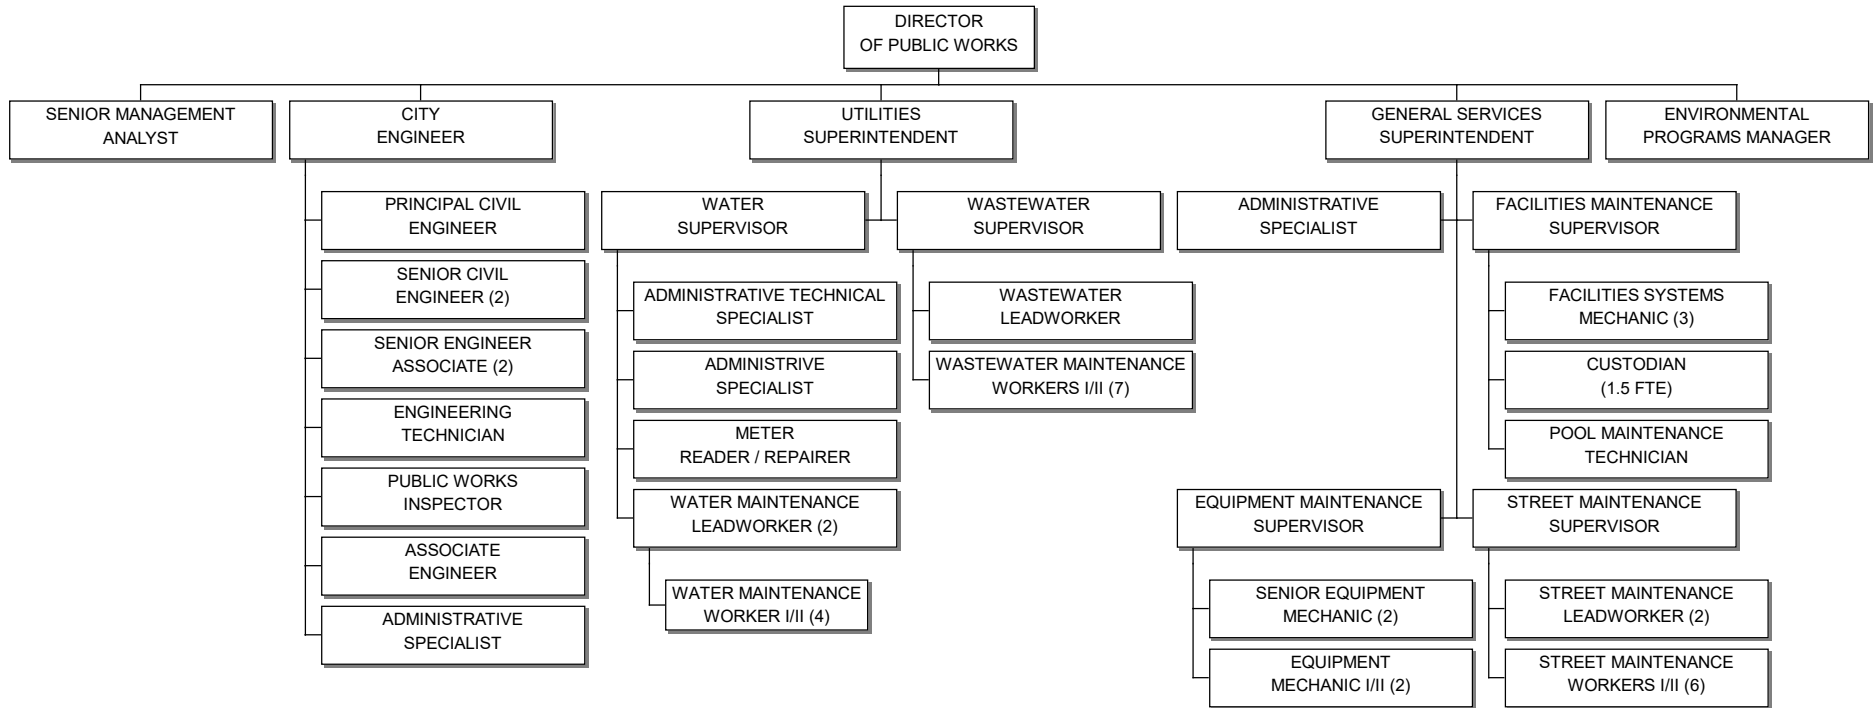 DIRECTOR
OF PUBLIC WORKS
SENIOR MANAGEMENT
ANALYST
CITY
ENGINEER
UTILITIES
SUPERINTENDENT
GENERAL SERVICES
SUPERINTENDENT
ENVIRONMENTAL
PROGRAMS MANAGER
PRINCIPAL CIVIL
ENGINEER
SENIOR CIVIL
ENGINEER (2)
SENIOR ENGINEER
ASSOCIATE (2)
ENGINEERING
TECHNICIAN
PUBLIC WORKS
INSPECTOR
ASSOCIATE
ENGINEER
ADMINISTRATIVE
SPECIALIST
WATER
SUPERVISOR
ADMINISTRATIVE TECHNICAL
SPECIALIST
ADMINISTRIVE
SPECIALIST
METER
READER / REPAIRER
WATER MAINTENANCE
LEADWORKER (2)
WATER MAINTENANCE
WORKER I/II (4)
WASTEWATER
SUPERVISOR
WASTEWATER
LEADWORKER
WASTEWATER MAINTENANCE
WORKERS I/II (7)
ADMINISTRATIVE
SPECIALIST
FACILITIES MAINTENANCE
SUPERVISOR
FACILITIES SYSTEMS
MECHANIC (3)
CUSTODIAN
(1.5 FTE)
POOL MAINTENANCE
TECHNICIAN
EQUIPMENT MAINTENANCE
SUPERVISOR
SENIOR EQUIPMENT
MECHANIC (2)
EQUIPMENT
MECHANIC I/II (2)
STREET MAINTENANCE
SUPERVISOR
STREET MAINTENANCE
LEADWORKER (2)
STREET MAINTENANCE
WORKERS I/II (6)